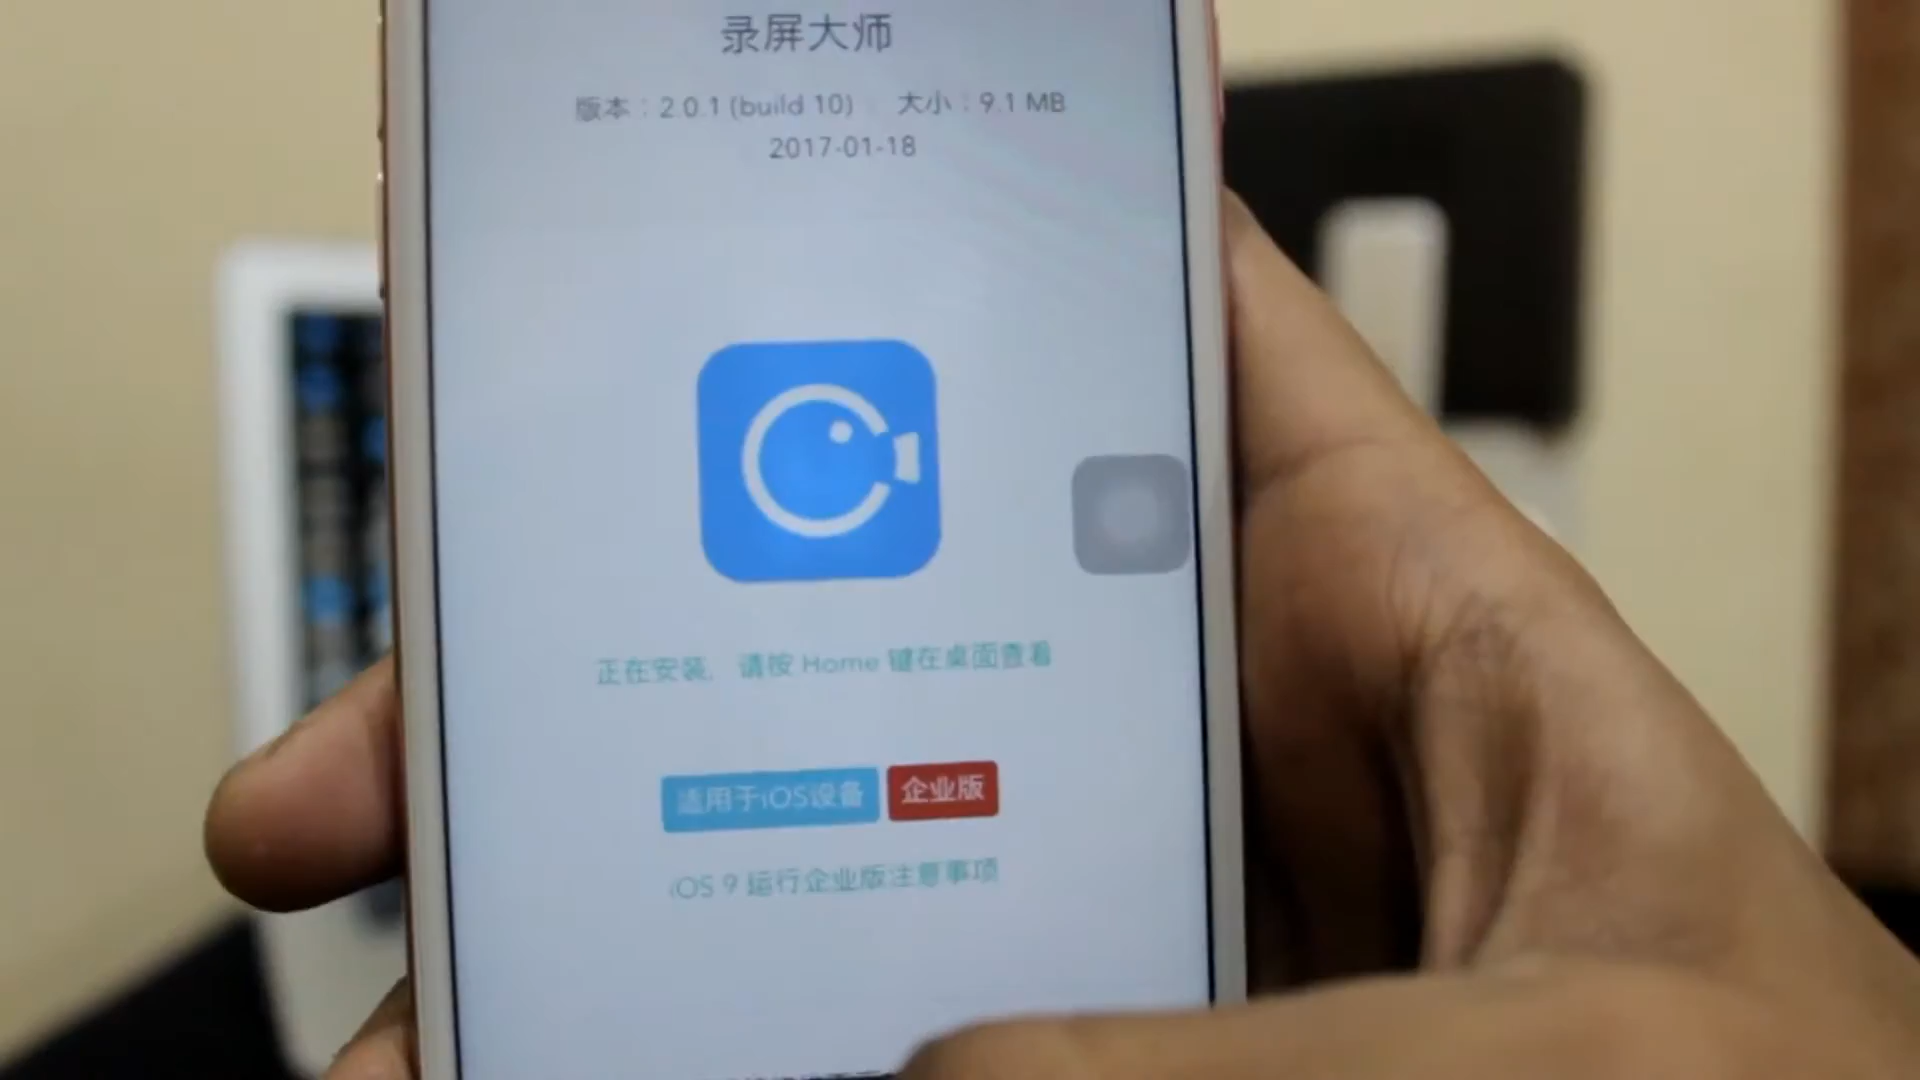 录屏大师
版本：2.0.1 (build 10) 大小：9.1 MB
2017-01-18
正在安装，请按 Home 键在桌面查看
适用于iOS设备 企业版
iOS 9 运行企业版注意事项